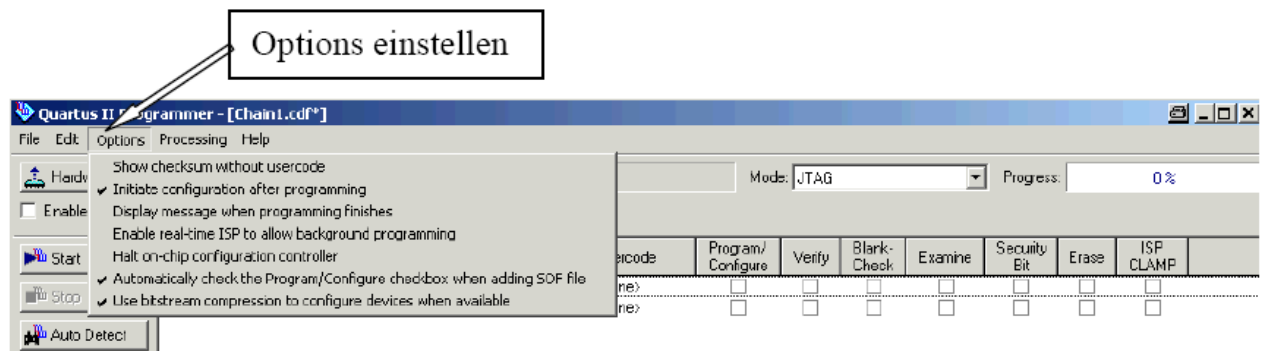 Options einstellen
Quartus II Programmer - [Chain1.cdf*]
File Edit Options Processing Help
Show checksum without usercode
Initiate configuration after programming
Display message when programming finishes
Enable real-time ISP to allow background programming
Halt on-chip configuration controller
Automatically check the Program/Configure checkbox when adding SOF file
Use bitstream compression to configure devices when available
Hardw
Mode: JTAG
Progress: 0 %
Enable
Start
Stop
Auto Detect
ercode
Program/
Configure
Verify
Blank-
Check
Examine
Security
Bit
Erase
ISP
CLAMP
ne>
ne>